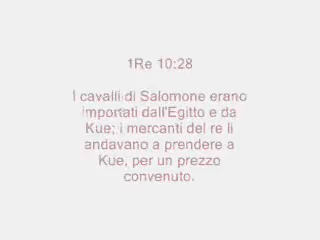 1Re 10:28
I cavalli di Salomone erano
importati dall'Egitto e da
Kue; i mercanti del re li
andavano a prendere a
Kue, per un prezzo
convenuto.